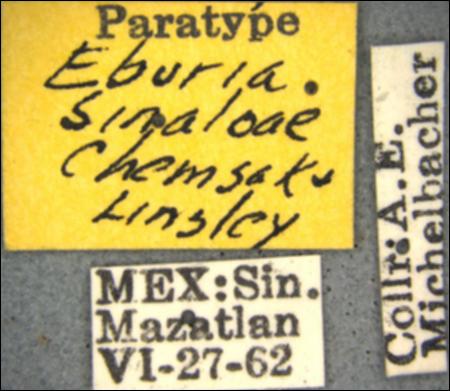 Paratype
Eburia.
Sinaloae
Chemsak &
Linsley
MEX:Sin.
Mazatlan
VI-27-62
Collr:A.E.
Michelbacher